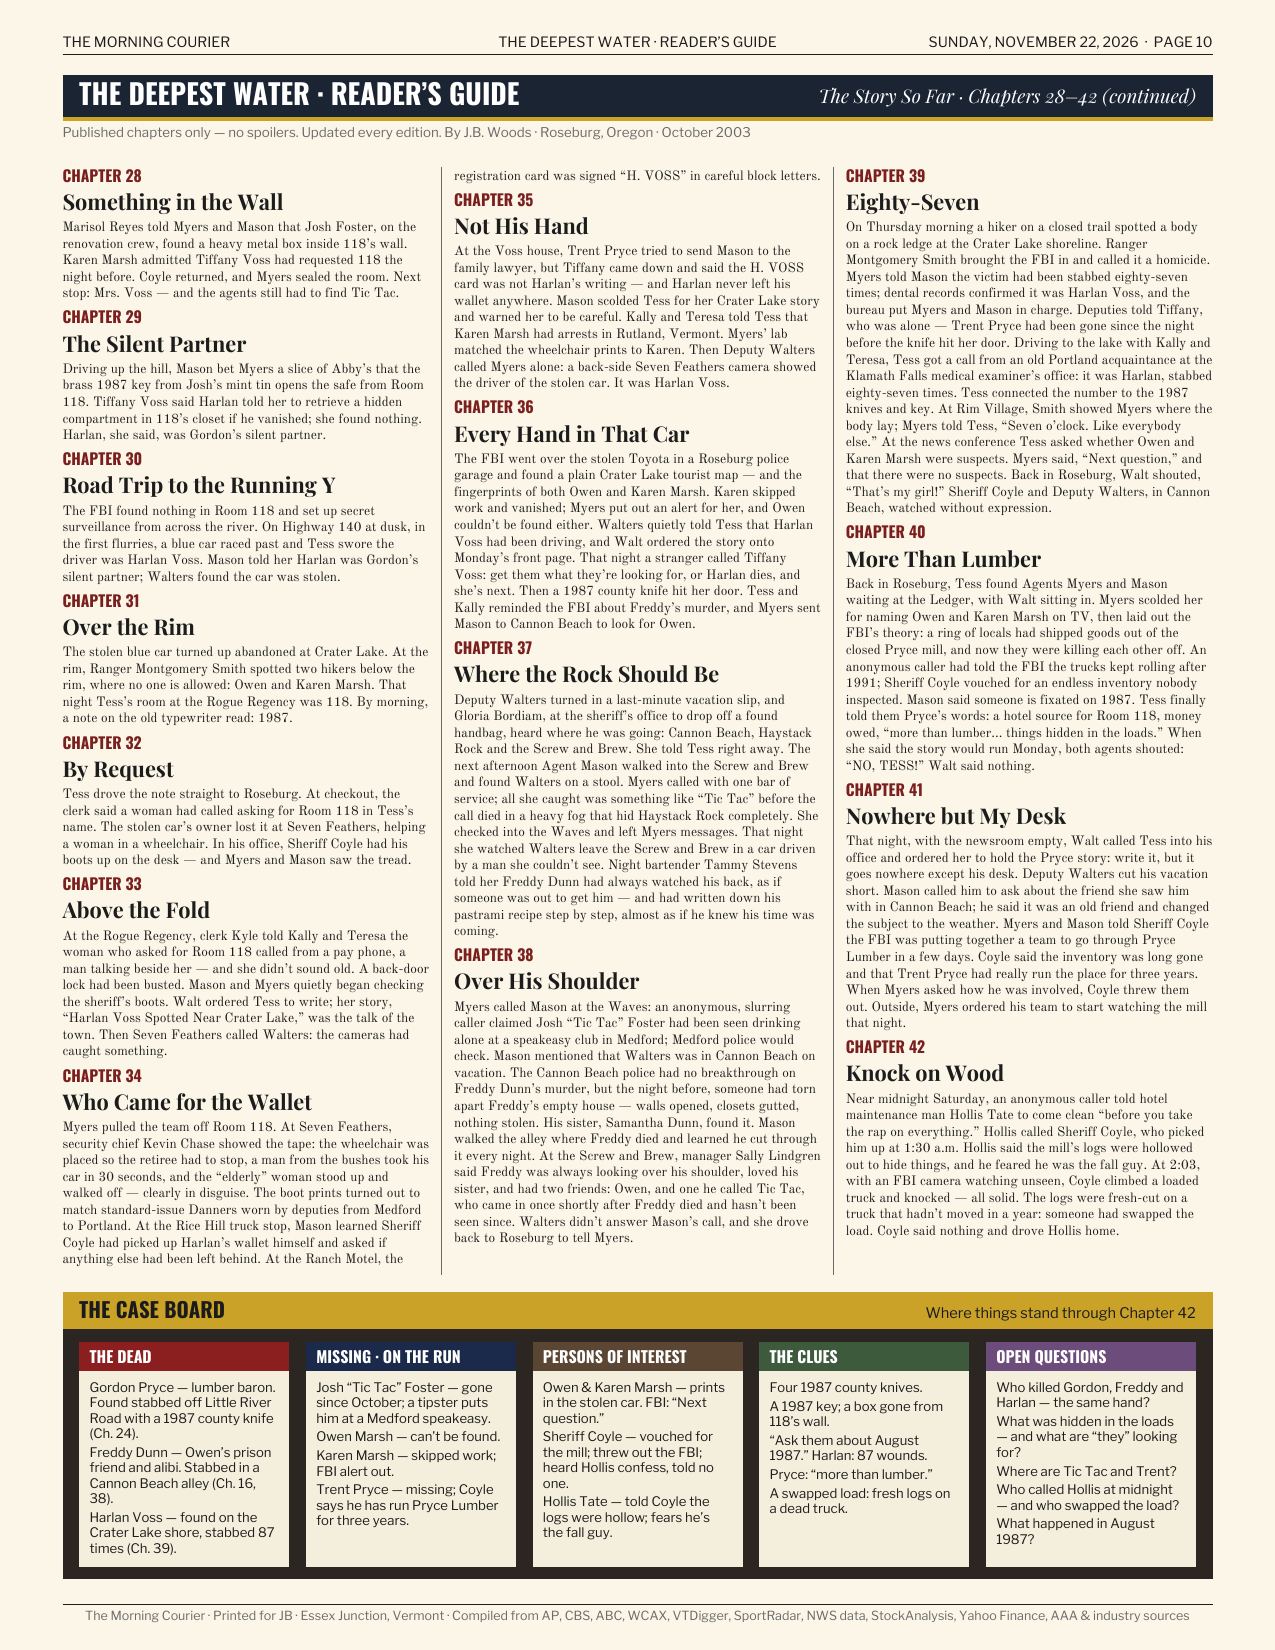 THE MORNING COURIER
THE DEEPEST WATER · READER'S GUIDE
SUNDAY, NOVEMBER 22, 2026 · PAGE 10
THE DEEPEST WATER · READER'S GUIDE
The Story So Far · Chapters 28–42 (continued)
Published chapters only — no spoilers. Updated every edition. By J.B. Woods · Roseburg, Oregon · October 2003
CHAPTER 28
Something in the Wall
Marisol Reyes told Myers and Mason that Josh Foster, on the
renovation crew, found a heavy metal box inside 118's wall.
Karen Marsh admitted Tiffany Voss had requested 118 the
night before. Coyle returned, and Myers sealed the room. Next
stop: Mrs. Voss — and the agents still had to find Tic Tac.
CHAPTER 29
The Silent Partner
Driving up the hill, Mason bet Myers a slice of Abby's that the
brass 1987 key from Josh's mint tin opens the safe from Room
118. Tiffany Voss said Harlan told her to retrieve a hidden
compartment in 118's closet if he vanished; she found nothing.
Harlan, she said, was Gordon's silent partner.
CHAPTER 30
Road Trip to the Running Y
The FBI found nothing in Room 118 and set up secret
surveillance from across the river. On Highway 140 at dusk, in
the first flurries, a blue car raced past and Tess swore the
driver was Harlan Voss. Mason told her Harlan was Gordon's
silent partner; Walters found the car was stolen.
CHAPTER 31
Over the Rim
The stolen blue car turned up abandoned at Crater Lake. At the
rim, Ranger Montgomery Smith spotted two hikers below the
rim, where no one is allowed: Owen and Karen Marsh. That
night Tess's room at the Rogue Regency was 118. By morning,
a note on the old typewriter read: 1987.
CHAPTER 32
By Request
Tess drove the note straight to Roseburg. At checkout, the
clerk said a woman had called asking for Room 118 in Tess's
name. The stolen car's owner lost it at Seven Feathers, helping
a woman in a wheelchair. In his office, Sheriff Coyle had his
boots up on the desk — and Myers and Mason saw the tread.
CHAPTER 33
Above the Fold
At the Rogue Regency, clerk Kyle told Kally and Teresa the
woman who asked for Room 118 called from a pay phone, a
man talking beside her — and she didn't sound old. A back-door
lock had been busted. Mason and Myers quietly began checking
the sheriff's boots. Walt ordered Tess to write; her story,
“Harlan Voss Spotted Near Crater Lake,” was the talk of the
town. Then Seven Feathers called Walters: the cameras had
caught something.
CHAPTER 34
Who Came for the Wallet
Myers pulled the team off Room 118. At Seven Feathers,
security chief Kevin Chase showed the tape: the wheelchair was
placed so the retiree had to stop, a man from the bushes took his
car in 30 seconds, and the “elderly” woman stood up and
walked off — clearly in disguise. The boot prints turned out to
match standard-issue Danners worn by deputies from Medford
to Portland. At the Rice Hill truck stop, Mason learned Sheriff
Coyle had picked up Harlan's wallet himself and asked if
anything else had been left behind. At the Ranch Motel, the
registration card was signed “H. VOSS” in careful block letters.
CHAPTER 35
Not His Hand
At the Voss house, Trent Pryce tried to send Mason to the
family lawyer, but Tiffany came down and said the H. VOSS
card was not Harlan's writing — and Harlan never left his
wallet anywhere. Mason scolded Tess for her Crater Lake story
and warned her to be careful. Kally and Teresa told Tess that
Karen Marsh had arrests in Rutland, Vermont. Myers' lab
matched the wheelchair prints to Karen. Then Deputy Walters
called Myers alone: a back-side Seven Feathers camera showed
the driver of the stolen car. It was Harlan Voss.
CHAPTER 36
Every Hand in That Car
The FBI went over the stolen Toyota in a Roseburg police
garage and found a plain Crater Lake tourist map — and the
fingerprints of both Owen and Karen Marsh. Karen skipped
work and vanished; Myers put out an alert for her, and Owen
couldn't be found either. Walters quietly told Tess that Harlan
Voss had been driving, and Walt ordered the story onto
Monday's front page. That night a stranger called Tiffany
Voss: get them what they're looking for, or Harlan dies, and
she's next. Then a 1987 county knife hit her door. Tess and
Kally reminded the FBI about Freddy's murder, and Myers sent
Mason to Cannon Beach to look for Owen.
CHAPTER 37
Where the Rock Should Be
Deputy Walters turned in a last-minute vacation slip, and
Gloria Bordiam, at the sheriff's office to drop off a found
handbag, heard where he was going: Cannon Beach, Haystack
Rock and the Screw and Brew. She told Tess right away. The
next afternoon Agent Mason walked into the Screw and Brew
and found Walters on a stool. Myers called with one bar of
service; all she caught was something like “Tic Tac” before the
call died in a heavy fog that hid Haystack Rock completely. She
checked into the Waves and left Myers messages. That night
she watched Walters leave the Screw and Brew in a car driven
by a man she couldn't see. Night bartender Tammy Stevens
told her Freddy Dunn had always watched his back, as if
someone was out to get him — and had written down his
pastrami recipe step by step, almost as if he knew his time was
coming.
CHAPTER 38
Over His Shoulder
Myers called Mason at the Waves: an anonymous, slurring
caller claimed Josh “Tic Tac” Foster had been seen drinking
alone at a speakeasy club in Medford; Medford police would
check. Mason mentioned that Walters was in Cannon Beach on
vacation. The Cannon Beach police had no breakthrough on
Freddy Dunn's murder, but the night before, someone had torn
apart Freddy's empty house — walls opened, closets gutted,
nothing stolen. His sister, Samantha Dunn, found it. Mason
walked the alley where Freddy died and learned he cut through
it every night. At the Screw and Brew, manager Sally Lindgren
said Freddy was always looking over his shoulder, loved his
sister, and had two friends: Owen, and one he called Tic Tac,
who came in once shortly after Freddy died and hasn't been
seen since. Walters didn't answer Mason's call, and she drove
back to Roseburg to tell Myers.
CHAPTER 39
Eighty-Seven
On Thursday morning a hiker on a closed trail spotted a body
on a rock ledge at the Crater Lake shoreline. Ranger
Montgomery Smith brought the FBI in and called it a homicide.
Myers told Mason the victim had been stabbed eighty-seven
times; dental records confirmed it was Harlan Voss, and the
bureau put Myers and Mason in charge. Deputies told Tiffany,
who was alone — Trent Pryce had been gone since the night
before the knife hit her door. Driving to the lake with Kally and
Teresa, Tess got a call from an old Portland acquaintance at the
Klamath Falls medical examiner's office: it was Harlan, stabbed
eighty-seven times. Tess connected the number to the 1987
knives and key. At Rim Village, Smith showed Myers where the
body lay; Myers told Tess, “Seven o'clock. Like everybody
else.” At the news conference Tess asked whether Owen and
Karen Marsh were suspects. Myers said, “Next question,” and
that there were no suspects. Back in Roseburg, Walt shouted,
“That's my girl!” Sheriff Coyle and Deputy Walters, in Cannon
Beach, watched without expression.
CHAPTER 40
More Than Lumber
Back in Roseburg, Tess found Agents Myers and Mason
waiting at the Ledger, with Walt sitting in. Myers scolded her
for naming Owen and Karen Marsh on TV, then laid out the
FBI's theory: a ring of locals had shipped goods out of the
closed Pryce mill, and now they were killing each other off. An
anonymous caller had told the FBI the trucks kept rolling after
1991; Sheriff Coyle vouched for an endless inventory nobody
inspected. Mason said someone is fixated on 1987. Tess finally
told them Pryce's words: a hotel source for Room 118, money
owed, “more than lumber... things hidden in the loads.” When
she said the story would run Monday, both agents shouted:
“NO, TESS!” Walt said nothing.
CHAPTER 41
Nowhere but My Desk
That night, with the newsroom empty, Walt called Tess into his
office and ordered her to hold the Pryce story: write it, but it
goes nowhere except his desk. Deputy Walters cut his vacation
short. Mason called him to ask about the friend she saw him
with in Cannon Beach; he said it was an old friend and changed
the subject to the weather. Myers and Mason told Sheriff Coyle
the FBI was putting together a team to go through Pryce
Lumber in a few days. Coyle said the inventory was long gone
and that Trent Pryce had really run the place for three years.
When Myers asked how he was involved, Coyle threw them
out. Outside, Myers ordered his team to start watching the mill
that night.
CHAPTER 42
Knock on Wood
Near midnight Saturday, an anonymous caller told hotel
maintenance man Hollis Tate to come clean “before you take
the rap on everything.” Hollis called Sheriff Coyle, who picked
him up at 1:30 a.m. Hollis said the mill's logs were hollowed
out to hide things, and he feared he was the fall guy. At 2:03,
with an FBI camera watching unseen, Coyle climbed a loaded
truck and knocked — all solid. The logs were fresh-cut on a
truck that hadn't moved in a year: someone had swapped the
load. Coyle said nothing and drove Hollis home.
THE CASE BOARD
Where things stand through Chapter 42
THE DEAD
Gordon Pryce — lumber baron.
Found stabbed off Little River
Road with a 1987 county knife
(Ch. 24).
Freddy Dunn — Owen's prison
friend and alibi. Stabbed in a
Cannon Beach alley (Ch. 16,
38).
Harlan Voss — found on the
Crater Lake shore, stabbed 87
times (Ch. 39).
MISSING · ON THE RUN
Josh “Tic Tac” Foster — gone
since October; a tipster puts
him at a Medford speakeasy.
Owen Marsh — can't be found.
Karen Marsh — skipped work;
FBI alert out.
Trent Pryce — missing; Coyle
says he has run Pryce Lumber
for three years.
PERSONS OF INTEREST
Owen & Karen Marsh — prints
in the stolen car. FBI: “Next
question.”
Sheriff Coyle — vouched for
the mill; threw out the FBI;
heard Hollis confess, told no
one.
Hollis Tate — told Coyle the
logs were hollow; fears he's
the fall guy.
THE CLUES
Four 1987 county knives.
A 1987 key; a box gone from
118's wall.
“Ask them about August
1987.” Harlan: 87 wounds.
Pryce: “more than lumber.”
A swapped load: fresh logs on
a dead truck.
OPEN QUESTIONS
Who killed Gordon, Freddy and
Harlan — the same hand?
What was hidden in the loads
— and what are “they” looking
for?
Where are Tic Tac and Trent?
Who called Hollis at midnight
— and who swapped the load?
What happened in August
1987?
The Morning Courier · Printed for JB · Essex Junction, Vermont · Compiled from AP, CBS, ABC, WCAX, VTDigger, SportRadar, NWS data, StockAnalysis, Yahoo Finance, AAA & industry sources